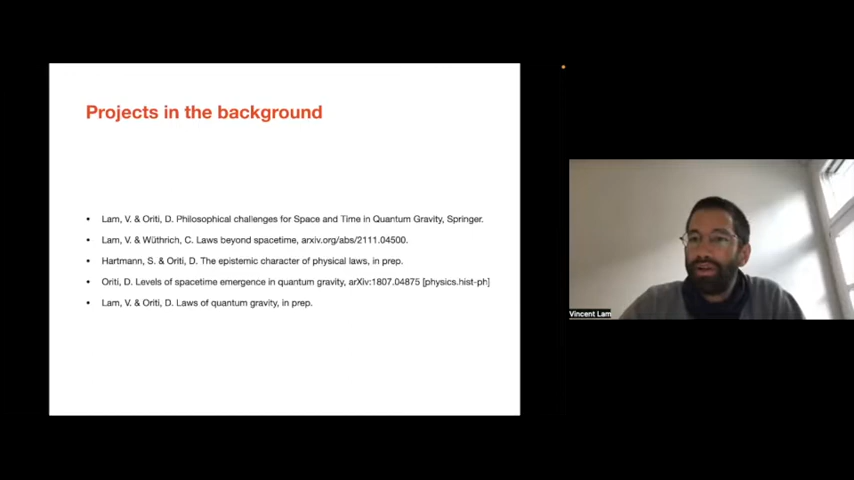 Projects in the background
• Lam, V. & Oriti, D. Philosophical challenges for Space and Time in Quantum Gravity, Springer.
• Lam, V. & Wüthrich, C. Laws beyond spacetime, arxiv.org/abs/2111.04500.
• Hartmann, S. & Oriti, D. The epistemic character of physical laws, in prep.
• Oriti, D. Levels of spacetime emergence in quantum gravity, arXiv:1807.04875 [physics.hist-ph]
• Lam, V. & Oriti, D. Laws of quantum gravity, in prep.
Vincent Lam